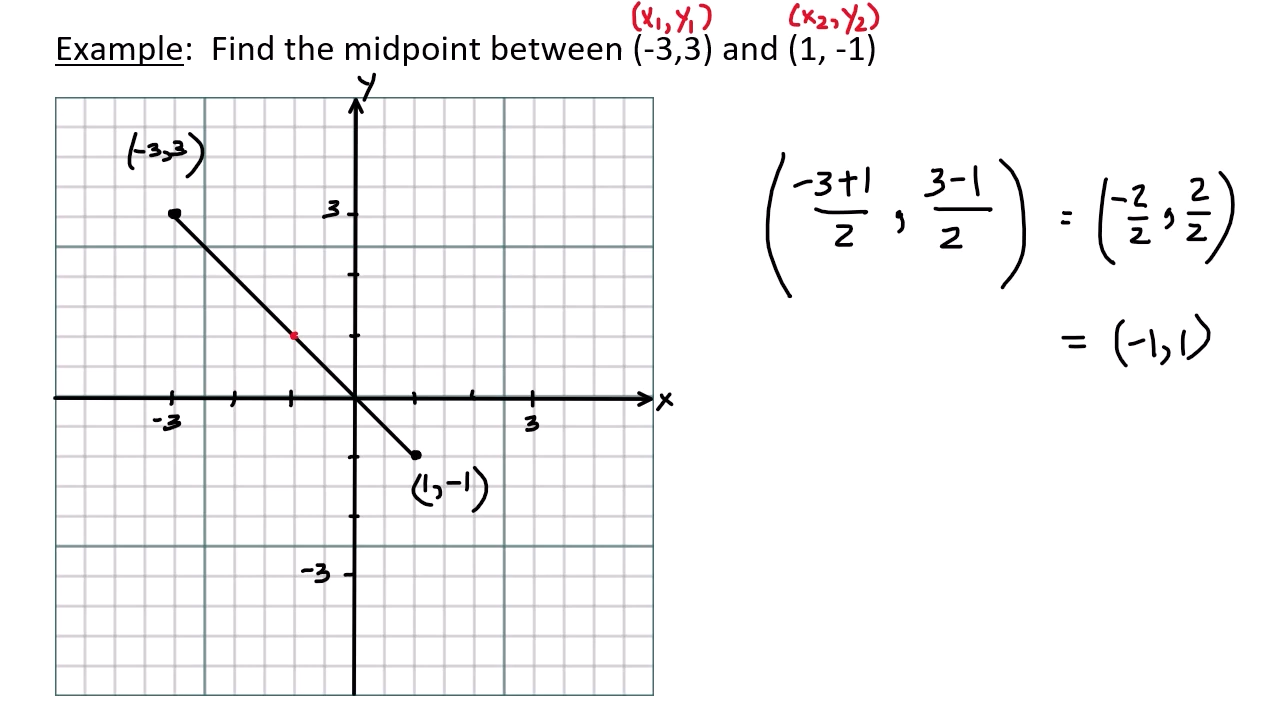 (x₁,y₁) (x₂,y₂)
Example: Find the midpoint between (-3,3) and (1, -1)
y
(-3,3)
3
x
-3
3
(1,-1)
-3
(-3+1/2, 3-1/2) = (-2/2, 2/2)
= (-1,1)